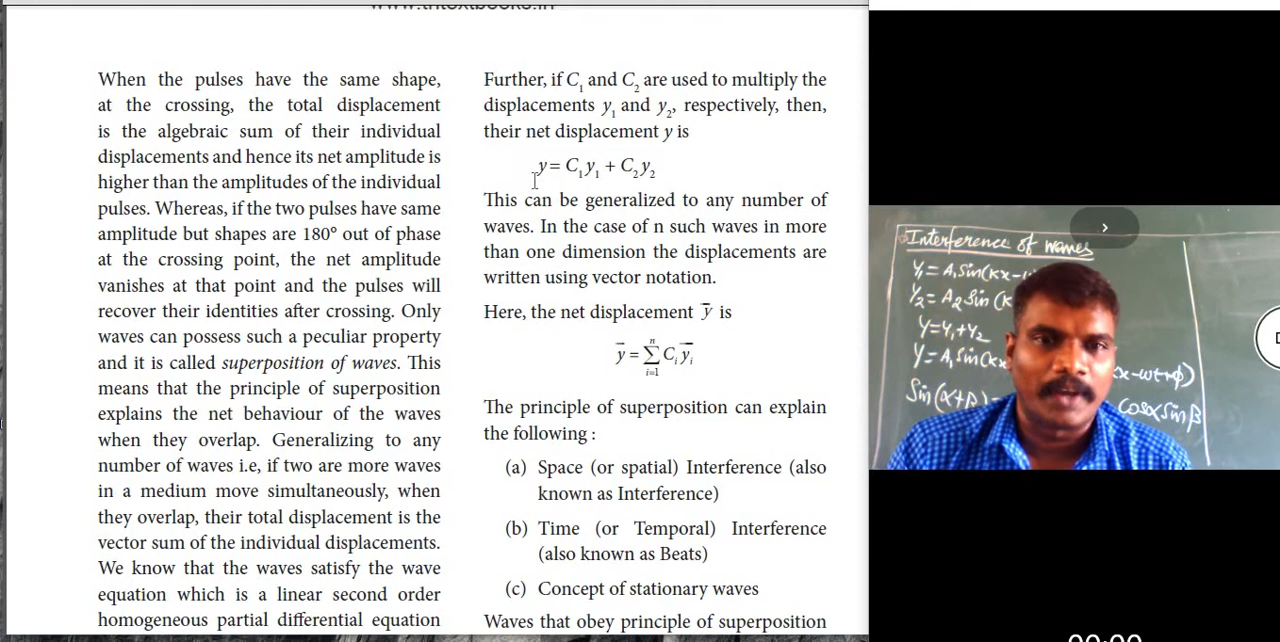 www.tntextbooks.in
When the pulses have the same shape,
at the crossing, the total displacement
is the algebraic sum of their individual
displacements and hence its net amplitude is
higher than the amplitudes of the individual
pulses. Whereas, if the two pulses have same
amplitude but shapes are 180° out of phase
at the crossing point, the net amplitude
vanishes at that point and the pulses will
recover their identities after crossing. Only
waves can possess such a peculiar property
and it is called superposition of waves. This
means that the principle of superposition
explains the net behaviour of the waves
when they overlap. Generalizing to any
number of waves i.e, if two are more waves
in a medium move simultaneously, when
they overlap, their total displacement is the
vector sum of the individual displacements.
We know that the waves satisfy the wave
equation which is a linear second order
homogeneous partial differential equation
Further, if C₁ and C₂ are used to multiply the
displacements y₁ and y₂, respectively, then,
their net displacement y is
y = C₁y₁ + C₂y₂
This can be generalized to any number of
waves. In the case of n such waves in more
than one dimension the displacements are
written using vector notation.
Here, the net displacement y̅ is
y̅ = ∑ᵢ₌₁ⁿ Cᵢy̅ᵢ
The principle of superposition can explain
the following :
(a) Space (or spatial) Interference (also
known as Interference)
(b) Time (or Temporal) Interference
(also known as Beats)
(c) Concept of stationary waves
Waves that obey principle of superposition
Interference of waves
y₁ = A₁ Sin(kx-
y₂ = A₂ Sin (k
y = y₁ + y₂
y = A₁ Sin(kx x-wt+φ)
Sin(α+β)= Cosα Sinβ